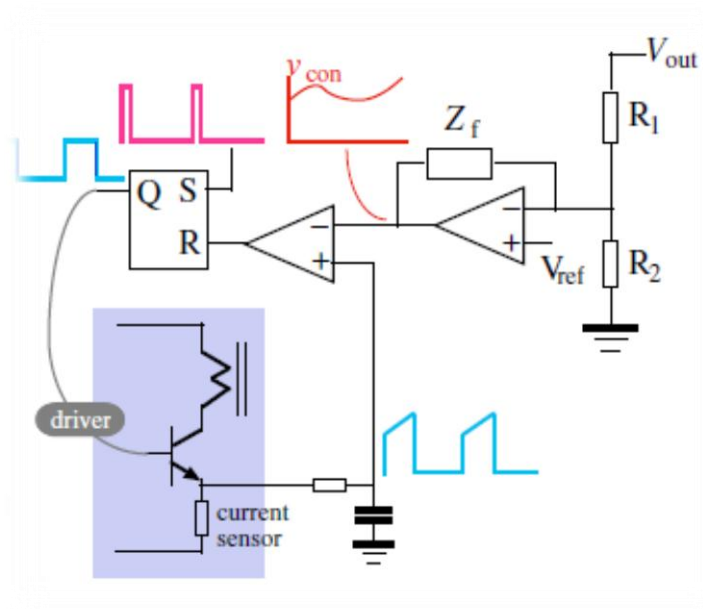 V_out
v_con
Z_f
R_1
Q S
R
−
+
−
+
V_ref
R_2
driver
current
sensor